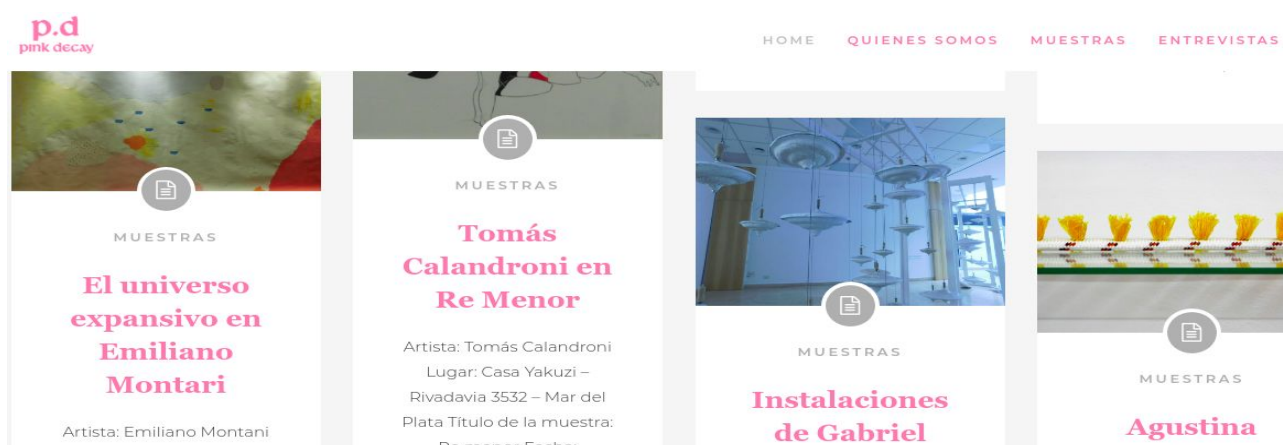 p.d
pink decay
HOME QUIENES SOMOS MUESTRAS ENTREVISTAS
MUESTRAS
El universo
expansivo en
Emiliano
Montari
Artista: Emiliano Montani
MUESTRAS
Tomás
Calandroni en
Re Menor
Artista: Tomás Calandroni
Lugar: Casa Yakuzi –
Rivadavia 3532 – Mar del
Plata Título de la muestra:
MUESTRAS
Instalaciones
de Gabriel
MUESTRAS
Agustina